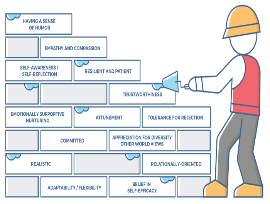 HAVING A SENSE
OF HUMOR
EMPATHY AND COMPASSION
SELF-AWARENESS/
SELF-REFLECTION
RESILIENT AND PATIENT
TRUSTWORTHINESS
EMOTIONALLY SUPPORTIVE
NURTURING
ATTUNEMENT
TOLERANCE FOR REJECTION
COMMITTED
APPRECIATION FOR DIVERSITY
OTHER WORLD VIEWS
REALISTIC
RELATIONALLY-ORIENTED
ADAPTABILITY / FLEXIBILITY
BELIEF IN
SELF-EFFICACY